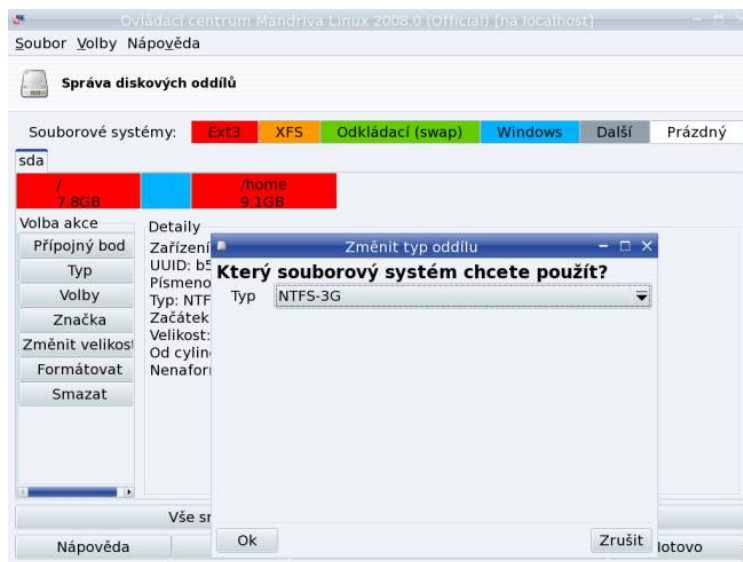 Ovládací centrum Mandriva Linux 2008.0 (Official) [na localhost]
Soubor Volby Nápověda
Správa diskových oddílů
Souborové systémy: Ext3 XFS Odkládací (swap) Windows Další Prázdný
sda
/
7.8GB
/home
9.1GB
Volba akce
Přípojný bod
Typ
Volby
Značka
Změnit velikost
Formátovat
Smazat
Detaily
Zařízení
UUID: b5
Písmeno
Typ: NTF
Začátek
Velikost:
Od cylin
Nenafor
Změnit typ oddílu
Který souborový systém chcete použít?
Typ NTFS-3G
Ok Zrušit
Vše sm
Nápověda
lotovo